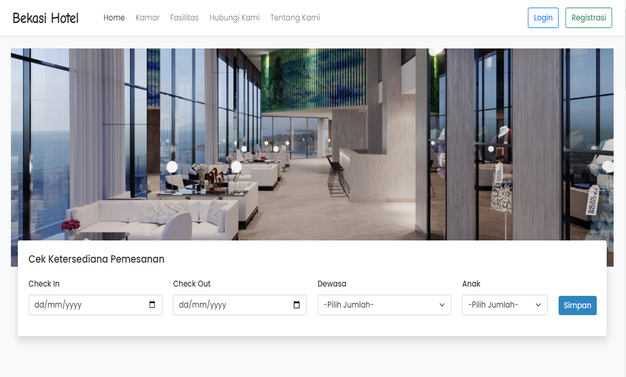 Bekasi Hotel Home Kamar Fasilitas Hubungi Kami Tentang Kami Login Registrasi
Cek Ketersediana Pemesanan
Check In Check Out Dewasa Anak
dd/mm/yyyy dd/mm/yyyy -Pilih Jumlah- -Pilih Jumlah- Simpan